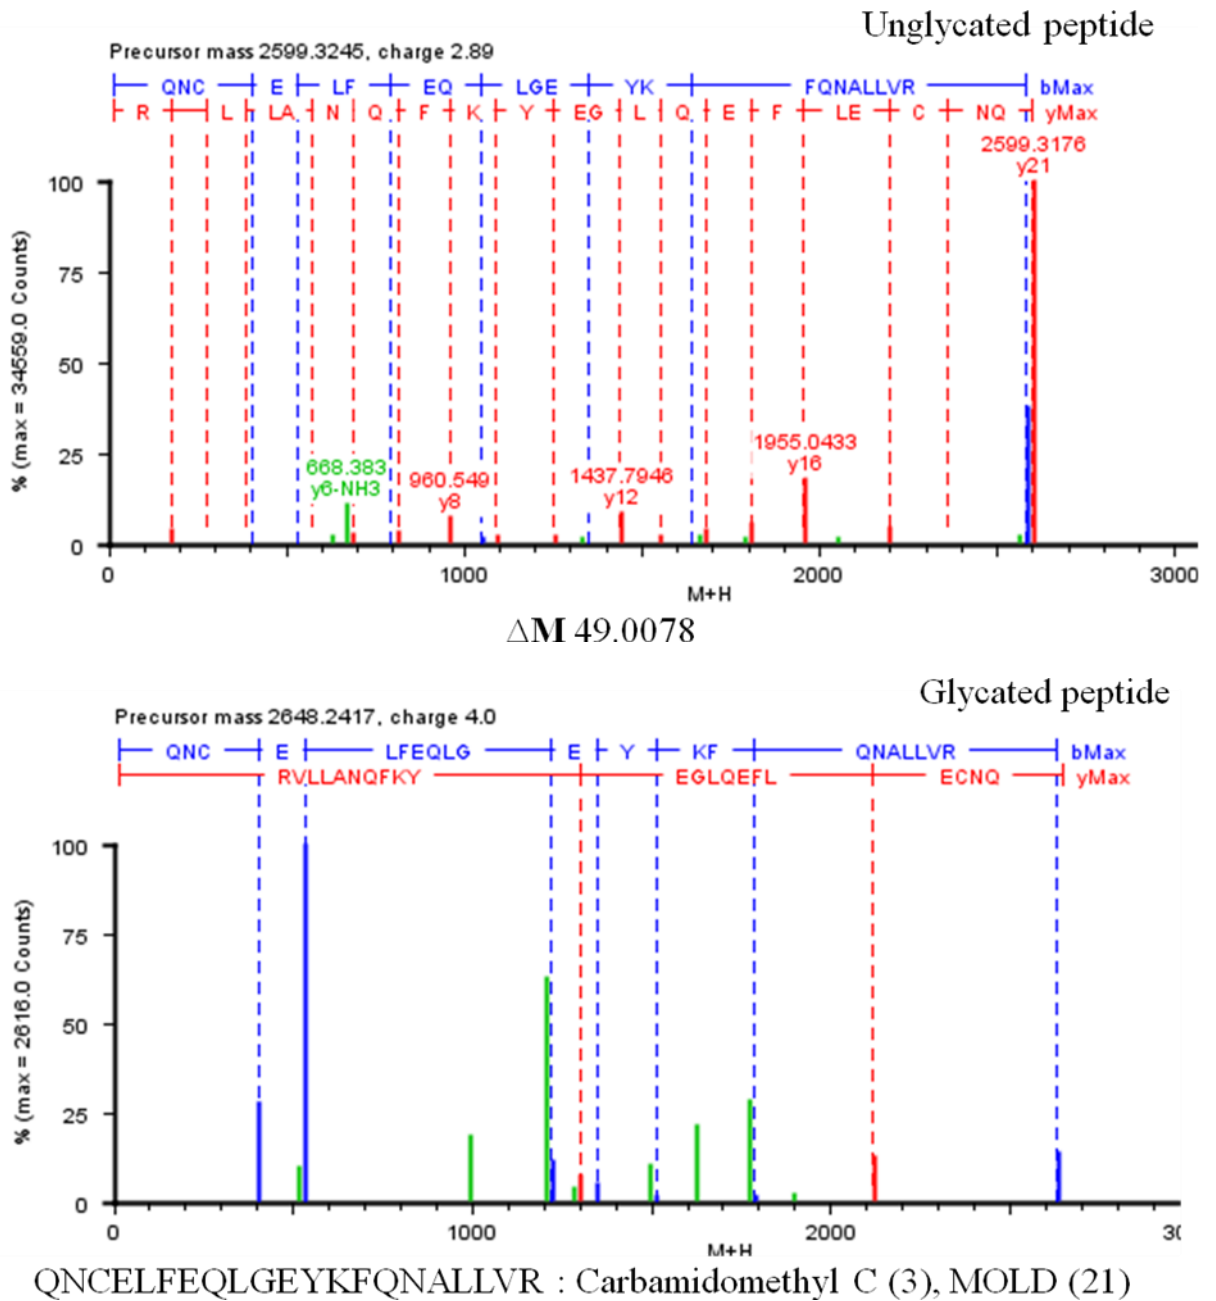 Unglycated peptide
Precursor mass 2599.3245, charge 2.89
QNC E LF EQ LGE YK FQNALLVR bMax
R L LA N Q F K Y EG L Q E F LE C NQ yMax
2599.3176
y21
100
75
50
25
0
% (max = 34559.0 Counts)
1955.0433
y16
668.383
y6-NH3
960.549
y8
1437.7946
y12
0 1000 2000 3000
M+H
ΔM 49.0078
Glycated peptide
Precursor mass 2648.2417, charge 4.0
QNC E LFEQLG E Y KF QNALLVR bMax
RVLLANQFKY EGLQEFL ECNQ yMax
100
75
50
25
0
% (max = 2616.0 Counts)
0 1000 2000 30
M+H
QNCELFEQLGEYKFQNALLVR : Carbamidomethyl C (3), MOLD (21)